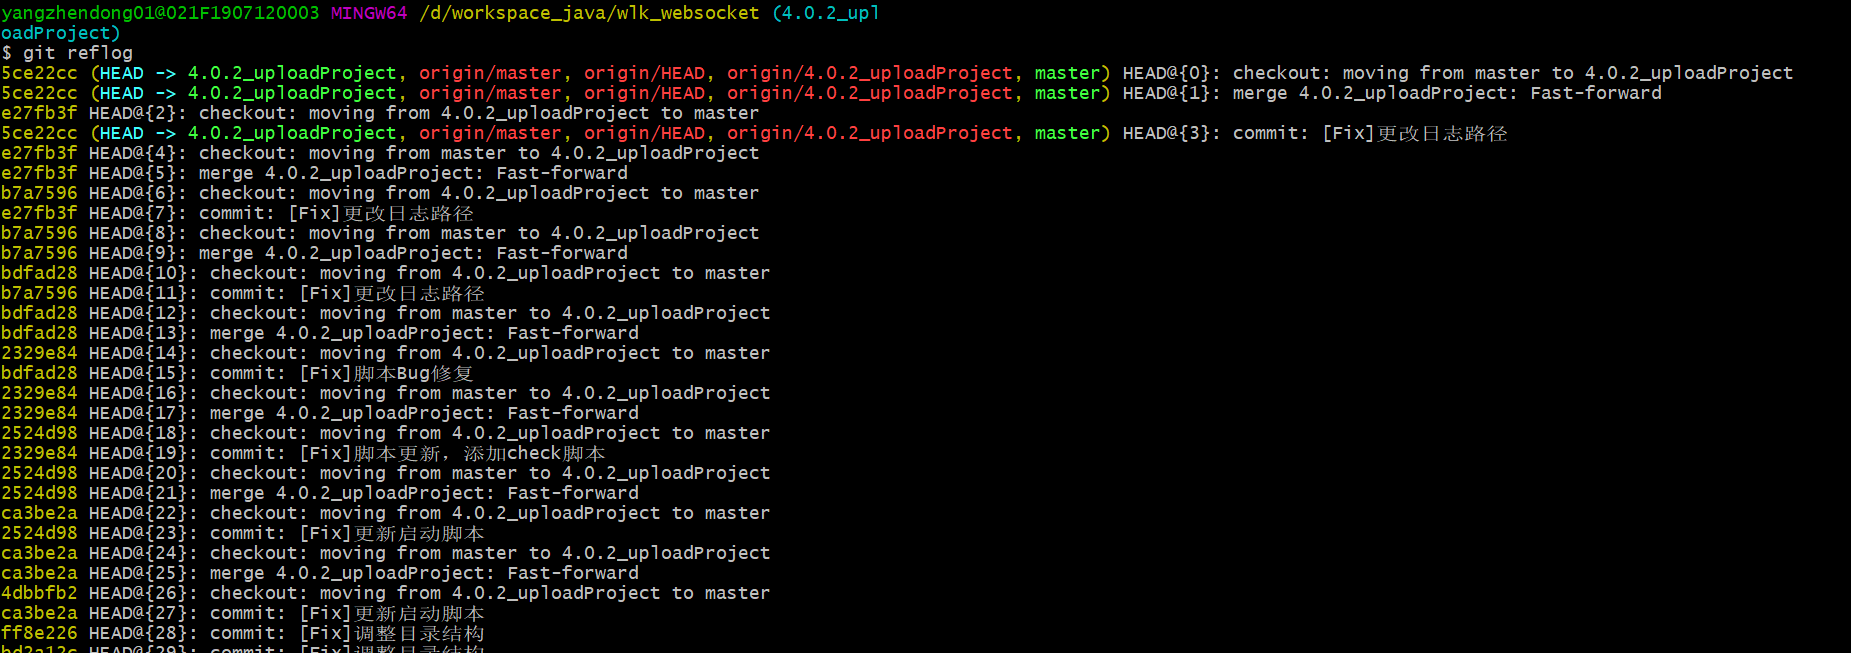 yangzhendong01@021F1907120003 MINGW64 /d/workspace_java/wlk_websocket (4.0.2_upl
oadProject)
$ git reflog
5ce22cc (HEAD -> 4.0.2_uploadProject, origin/master, origin/HEAD, origin/4.0.2_uploadProject, master) HEAD@{0}: checkout: moving from master to 4.0.2_uploadProject
5ce22cc (HEAD -> 4.0.2_uploadProject, origin/master, origin/HEAD, origin/4.0.2_uploadProject, master) HEAD@{1}: merge 4.0.2_uploadProject: Fast-forward
e27fb3f HEAD@{2}: checkout: moving from 4.0.2_uploadProject to master
5ce22cc (HEAD -> 4.0.2_uploadProject, origin/master, origin/HEAD, origin/4.0.2_uploadProject, master) HEAD@{3}: commit: [Fix]更改日志路径
e27fb3f HEAD@{4}: checkout: moving from master to 4.0.2_uploadProject
e27fb3f HEAD@{5}: merge 4.0.2_uploadProject: Fast-forward
b7a7596 HEAD@{6}: checkout: moving from 4.0.2_uploadProject to master
e27fb3f HEAD@{7}: commit: [Fix]更改日志路径
b7a7596 HEAD@{8}: checkout: moving from master to 4.0.2_uploadProject
b7a7596 HEAD@{9}: merge 4.0.2_uploadProject: Fast-forward
bdfad28 HEAD@{10}: checkout: moving from 4.0.2_uploadProject to master
b7a7596 HEAD@{11}: commit: [Fix]更改日志路径
bdfad28 HEAD@{12}: checkout: moving from master to 4.0.2_uploadProject
bdfad28 HEAD@{13}: merge 4.0.2_uploadProject: Fast-forward
2329e84 HEAD@{14}: checkout: moving from 4.0.2_uploadProject to master
bdfad28 HEAD@{15}: commit: [Fix]脚本Bug修复
2329e84 HEAD@{16}: checkout: moving from master to 4.0.2_uploadProject
2329e84 HEAD@{17}: merge 4.0.2_uploadProject: Fast-forward
2524d98 HEAD@{18}: checkout: moving from 4.0.2_uploadProject to master
2329e84 HEAD@{19}: commit: [Fix]脚本更新，添加check脚本
2524d98 HEAD@{20}: checkout: moving from master to 4.0.2_uploadProject
2524d98 HEAD@{21}: merge 4.0.2_uploadProject: Fast-forward
ca3be2a HEAD@{22}: checkout: moving from 4.0.2_uploadProject to master
2524d98 HEAD@{23}: commit: [Fix]更新启动脚本
ca3be2a HEAD@{24}: checkout: moving from master to 4.0.2_uploadProject
ca3be2a HEAD@{25}: merge 4.0.2_uploadProject: Fast-forward
4dbbfb2 HEAD@{26}: checkout: moving from 4.0.2_uploadProject to master
ca3be2a HEAD@{27}: commit: [Fix]更新启动脚本
ff8e226 HEAD@{28}: commit: [Fix]调整目录结构
bd2a12c HEAD@{29}: commit: [Fix]调整目录结构